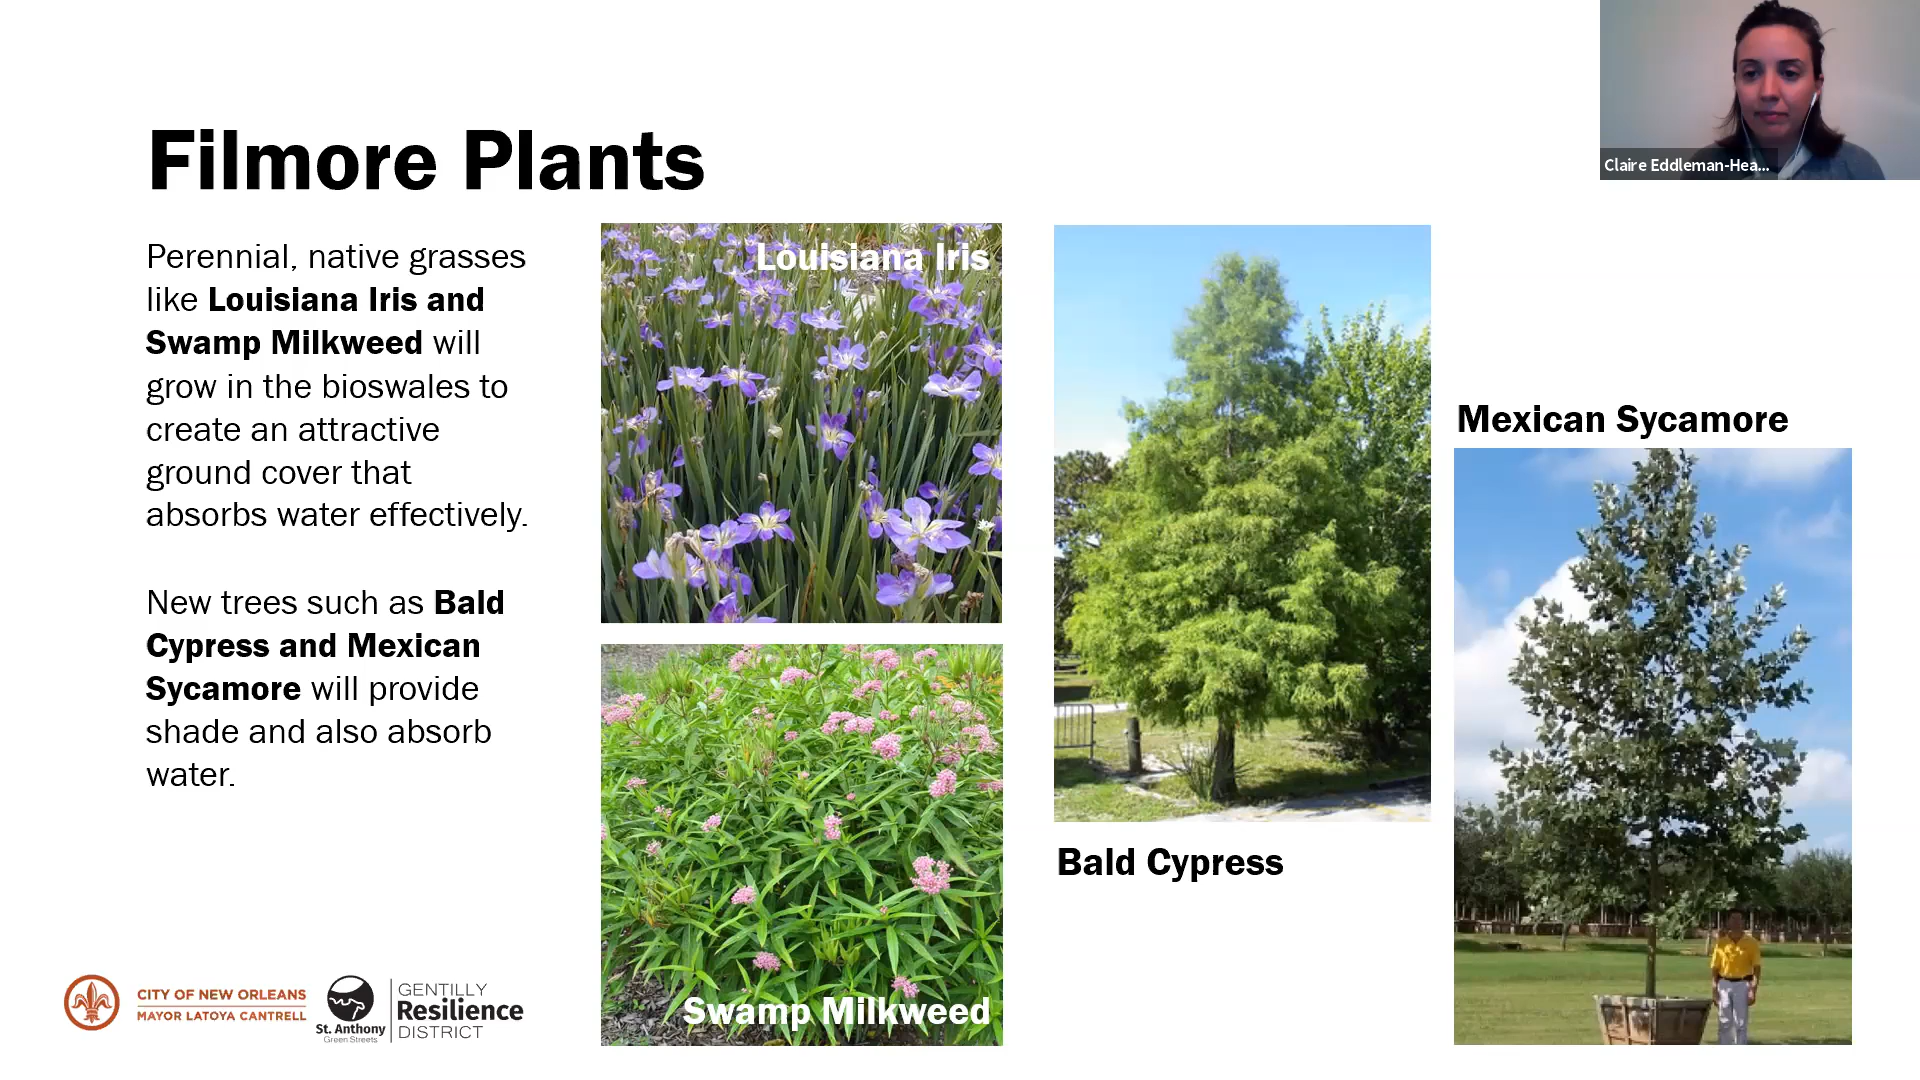 Claire Eddleman-Hea...
Filmore Plants
Perennial, native grasses
like Louisiana Iris and
Swamp Milkweed will
grow in the bioswales to
create an attractive
ground cover that
absorbs water effectively.
New trees such as Bald
Cypress and Mexican
Sycamore will provide
shade and also absorb
water.
Louisiana Iris
Swamp Milkweed
Bald Cypress
Mexican Sycamore
CITY OF NEW ORLEANS
MAYOR LATOYA CANTRELL
St. Anthony
Green Streets
GENTILLY
Resilience
DISTRICT